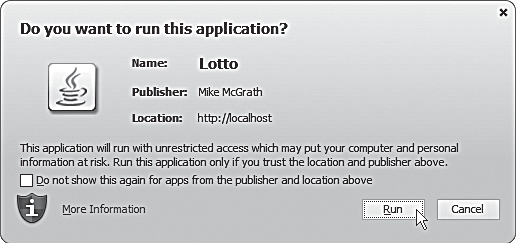 Do you want to run this application?
Name: Lotto
Publisher: Mike McGrath
Location: http://localhost
This application will run with unrestricted access which may put your computer and personal
information at risk. Run this application only if you trust the location and publisher above.
Do not show this again for apps from the publisher and location above
More Information Run Cancel